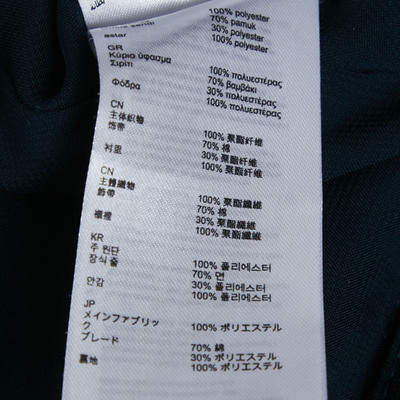 100% polyester
70% pamuk
30% polyester
100% polyester
astar
GR
Κύριο ύφασμα 100% πολυεστέρας
Σιρίτι 70% βαμβάκι
30% πολυεστέρας
Φόδρα 100% πολυεστέρας
CN
主体织物 100% 聚酯纤维
饰带 70% 棉
30% 聚酯纤维
衬里 100% 聚酯纤维
CN
主體織物 100% 聚酯纖維
飾帶 70% 棉
30% 聚酯纖維
襯裡 100% 聚酯纖維
KR
주 원단 100% 폴리에스터
장식 줄 70% 면
30% 폴리에스터
안감 100% 폴리에스터
JP
メインファブリッ 100% ポリエステル
ク
ブレード 70% 綿
30% ポリエステル
裏地 100% ポリエステル